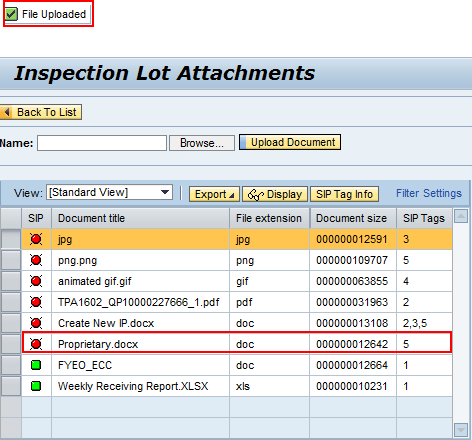 File Uploaded
Inspection Lot Attachments
Back To List
Name: Browse... Upload Document
View: [Standard View] Export Display SIP Tag Info Filter Settings
SIP Document title File extension Document size SIP Tags
jpg jpg 000000012591 3
png.png png 000000109707 5
animated gif.gif gif 000000063855 4
TPA1602_QP10000227666_1.pdf pdf 000000031963 2
Create New IP.docx doc 000000013108 2,3,5
Proprietary.docx doc 000000012642 5
FYEO_ECC doc 000000012664 1
Weekly Receiving Report.XLSX xls 000000010231 1